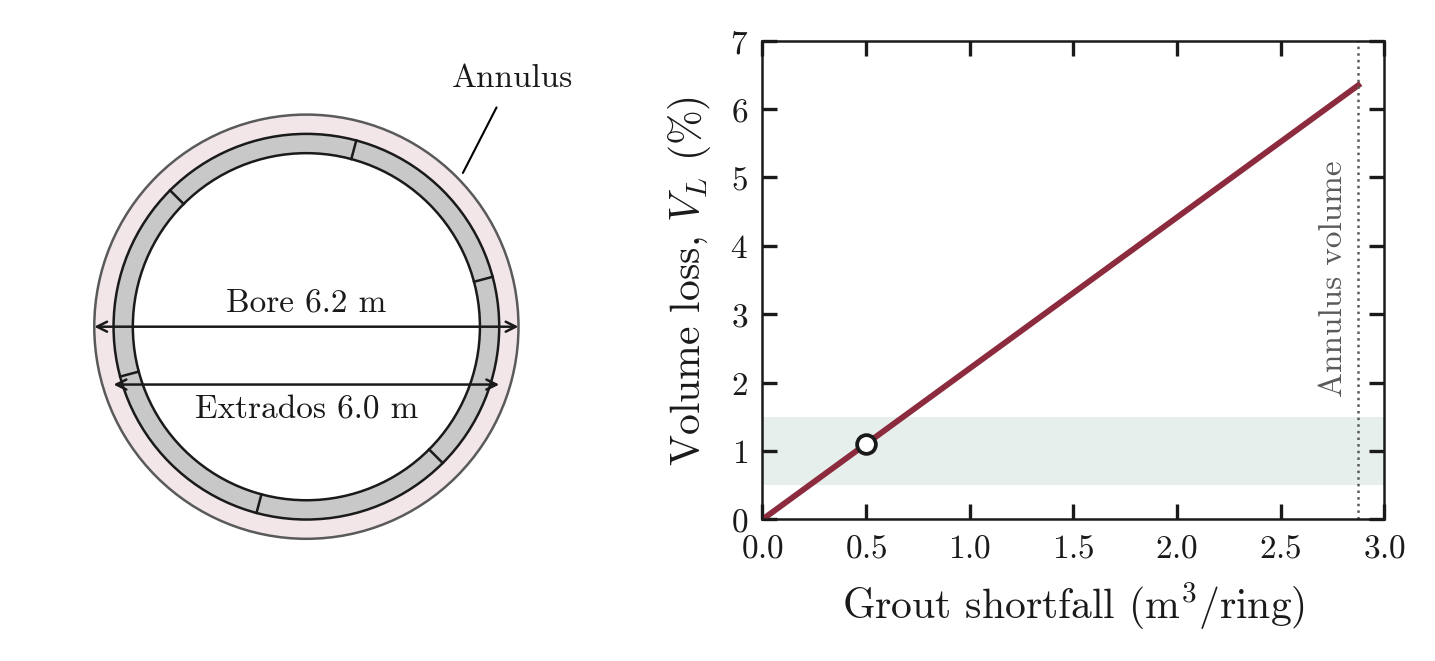 Annulus
Bore 6.2 m
Extrados 6.0 m
7
6
5
4
3
2
1
0
Volume loss, V_L (%)
Annulus volume
0.0 0.5 1.0 1.5 2.0 2.5 3.0
Grout shortfall (m³/ring)